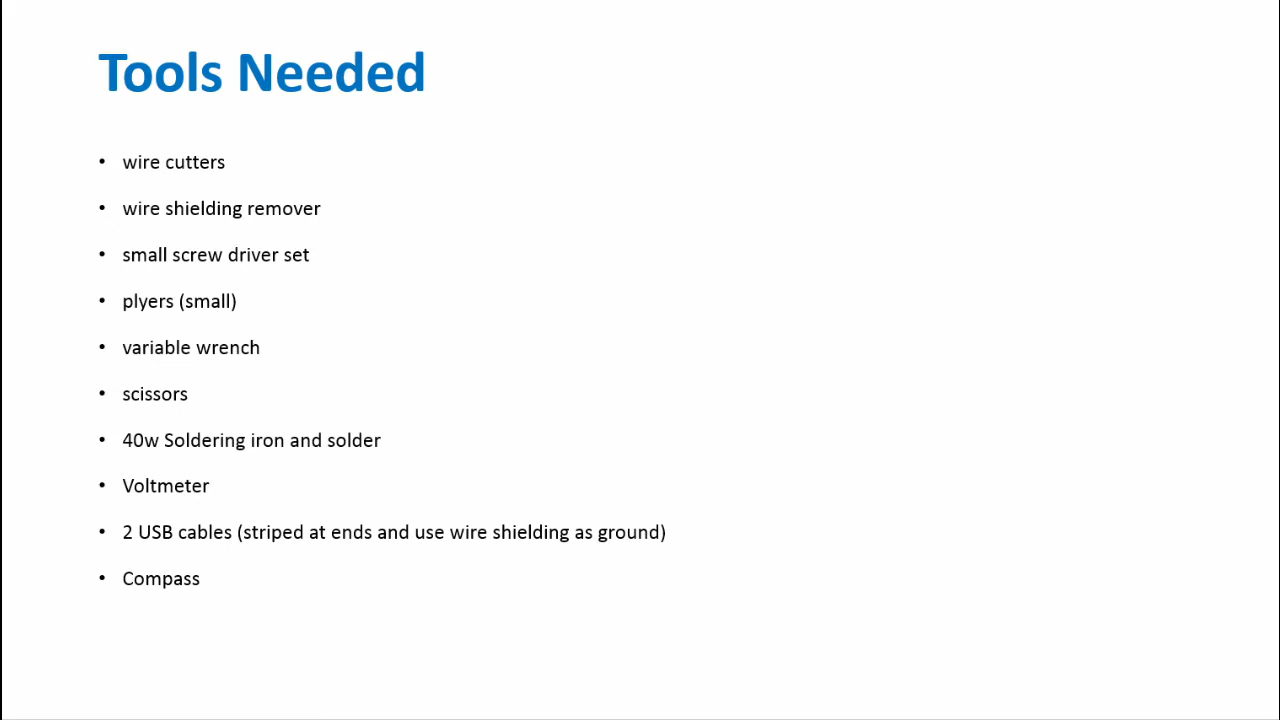 Tools Needed
• wire cutters
• wire shielding remover
• small screw driver set
• plyers (small)
• variable wrench
• scissors
• 40w Soldering iron and solder
• Voltmeter
• 2 USB cables (striped at ends and use wire shielding as ground)
• Compass